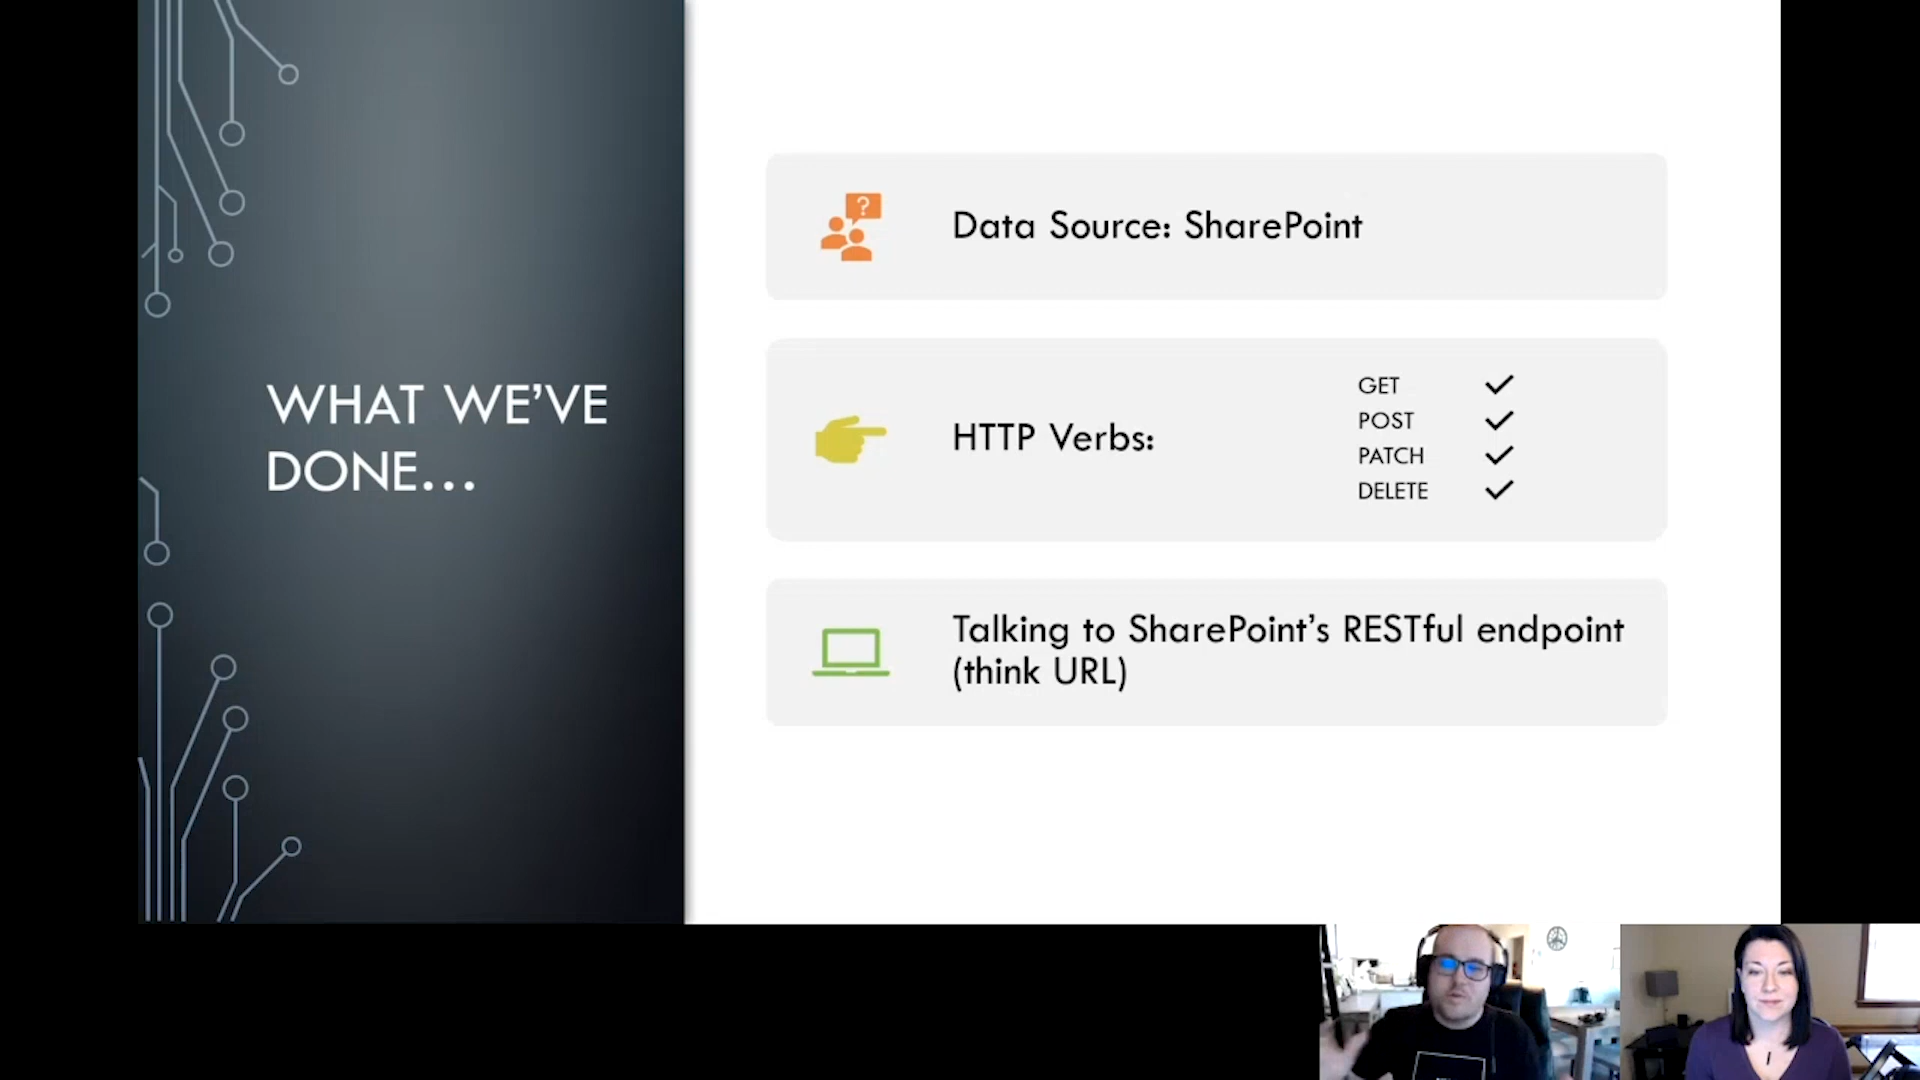 WHAT WE'VE
DONE...
?
Data Source: SharePoint
HTTP Verbs:
GET
POST
PATCH
DELETE
Talking to SharePoint's RESTful endpoint
(think URL)